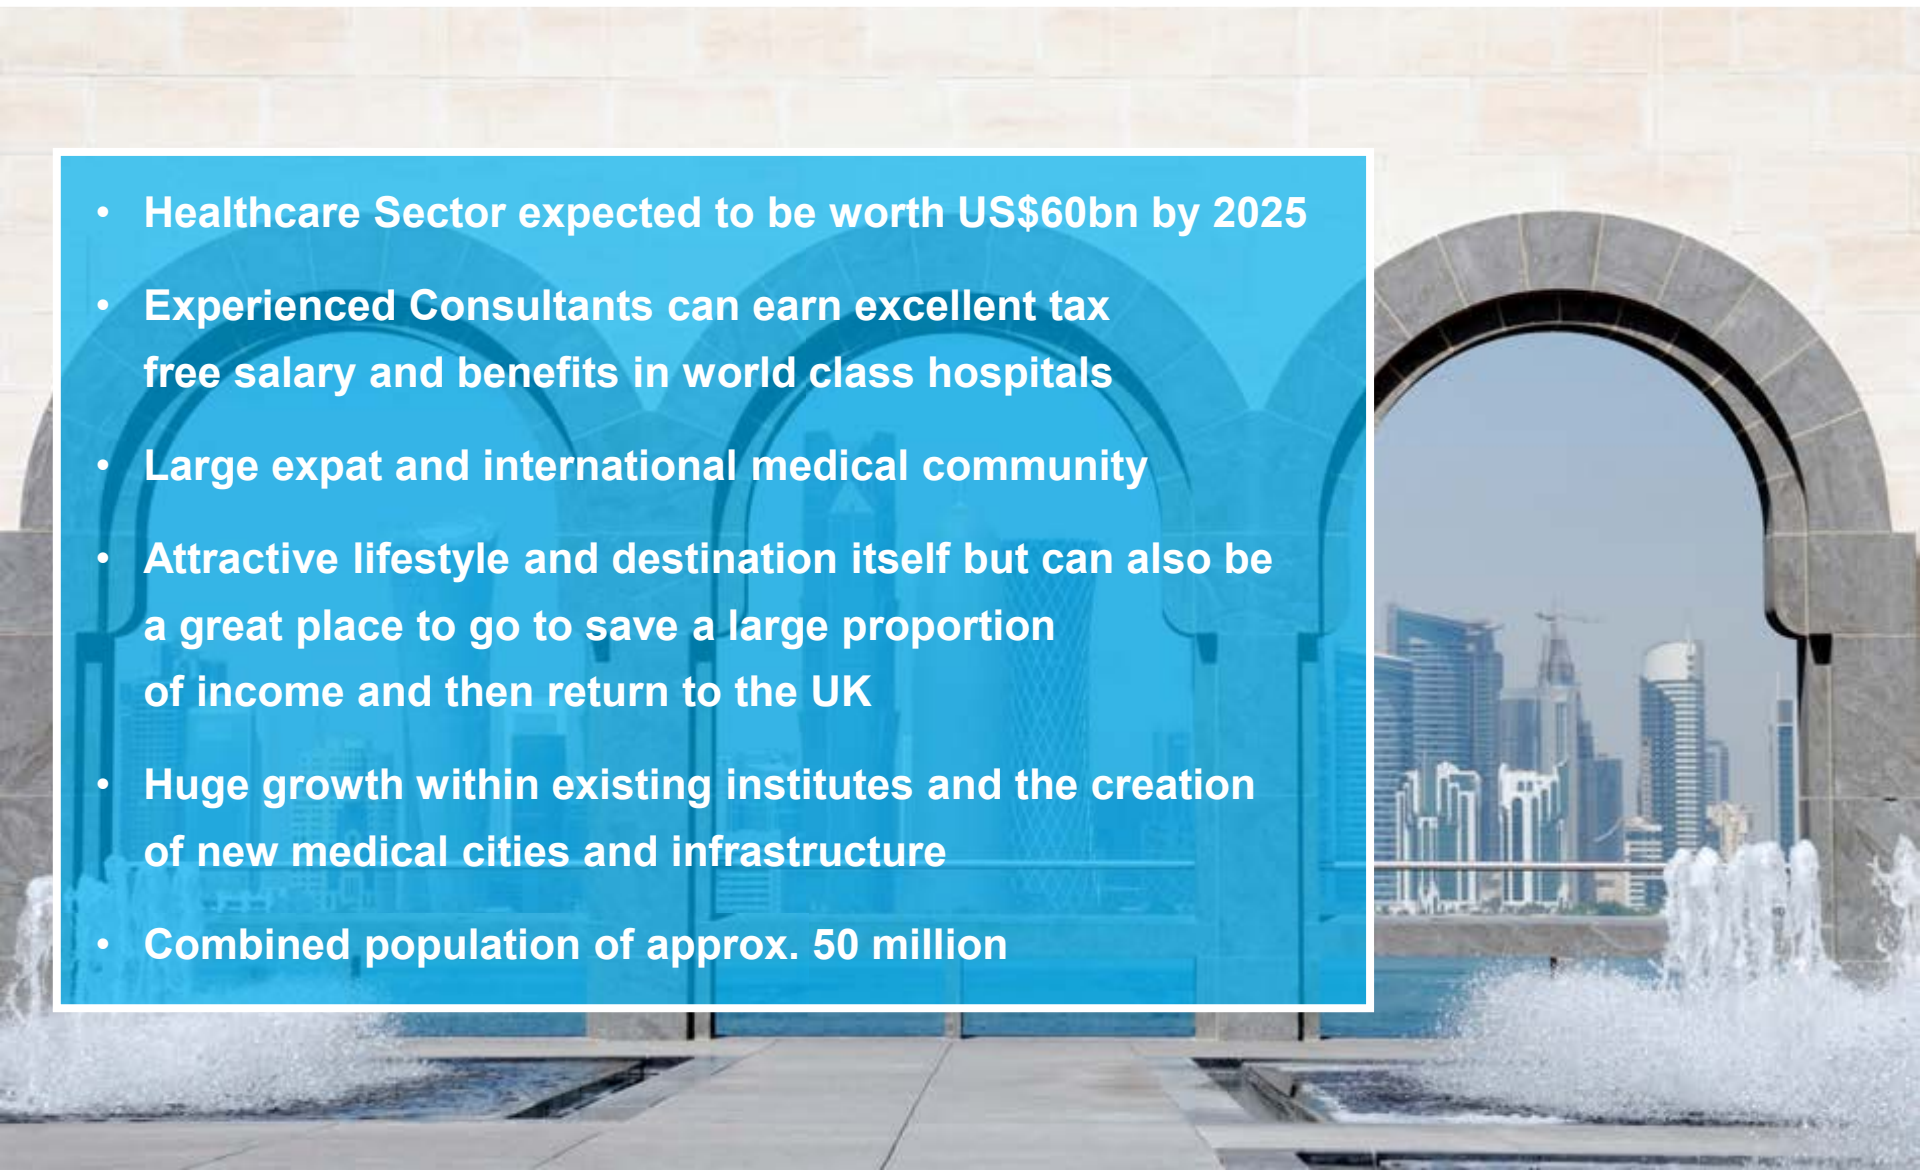 • Healthcare Sector expected to be worth US$60bn by 2025
• Experienced Consultants can earn excellent tax
free salary and benefits in world class hospitals
• Large expat and international medical community
• Attractive lifestyle and destination itself but can also be
a great place to go to save a large proportion
of income and then return to the UK
• Huge growth within existing institutes and the creation
of new medical cities and infrastructure
• Combined population of approx. 50 million